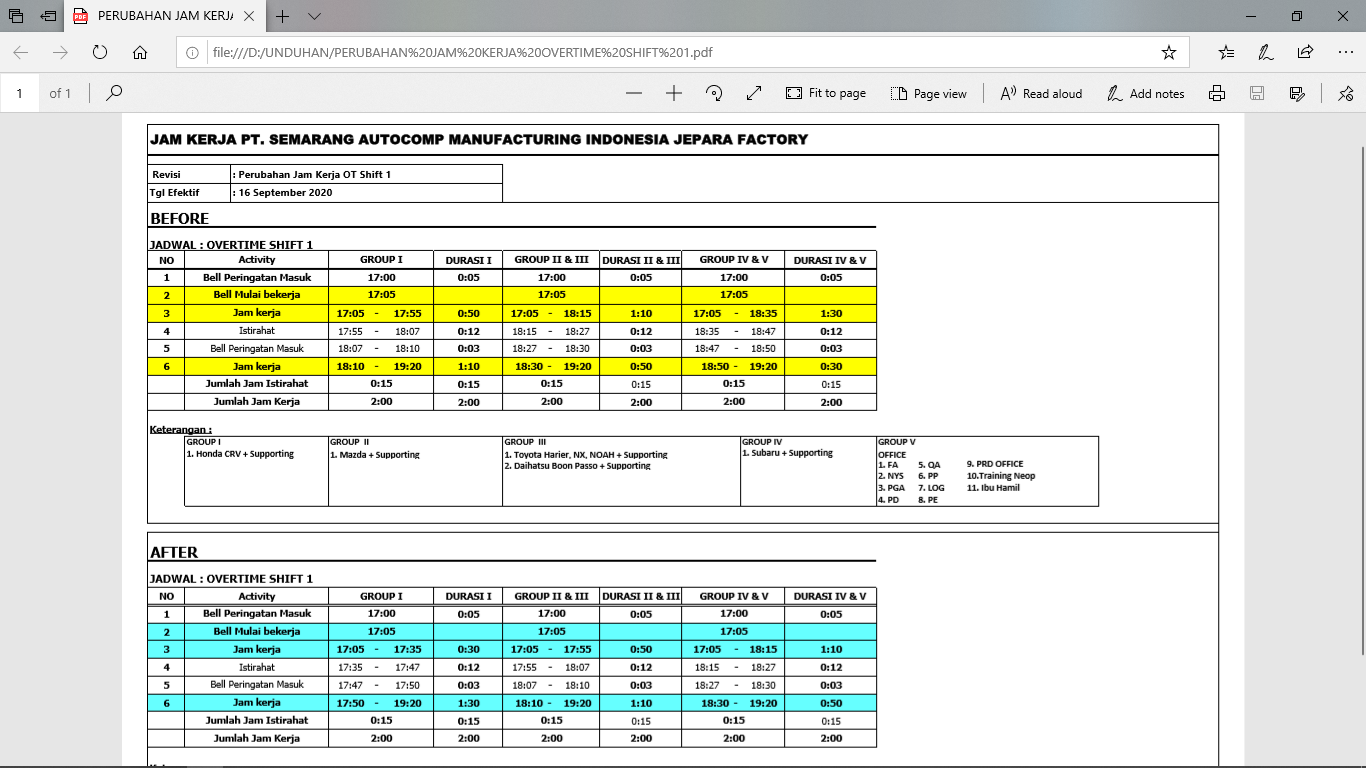 PERUBAHAN JAM KERJA
file:///D:/UNDUHAN/PERUBAHAN%20JAM%20KERJA%20OVERTIME%20SHIFT%201.pdf
1 of 1 Fit to page Page view Read aloud Add notes
JAM KERJA PT. SEMARANG AUTOCOMP MANUFACTURING INDONESIA JEPARA FACTORY
Revisi : Perubahan Jam Kerja OT Shift 1
Tgl Efektif : 16 September 2020
BEFORE
JADWAL : OVERTIME SHIFT 1
NO Activity GROUP I DURASI I GROUP II & III DURASI II & III GROUP IV & V DURASI IV & V
1 Bell Peringatan Masuk 17:00 0:05 17:00 0:05 17:00 0:05
2 Bell Mulai bekerja 17:05 17:05 17:05
3 Jam kerja 17:05 - 17:55 0:50 17:05 - 18:15 1:10 17:05 - 18:35 1:30
4 Istirahat 17:55 - 18:07 0:12 18:15 - 18:27 0:12 18:35 - 18:47 0:12
5 Bell Peringatan Masuk 18:07 - 18:10 0:03 18:27 - 18:30 0:03 18:47 - 18:50 0:03
6 Jam kerja 18:10 - 19:20 1:10 18:30 - 19:20 0:50 18:50 - 19:20 0:30
Jumlah Jam Istirahat 0:15 0:15 0:15 0:15 0:15 0:15
Jumlah Jam Kerja 2:00 2:00 2:00 2:00 2:00 2:00
Keterangan :
GROUP I
1. Honda CRV + Supporting
GROUP II
1. Mazda + Supporting
GROUP III
1. Toyota Harier, NX, NOAH + Supporting
2. Daihatsu Boon Passo + Supporting
GROUP IV
1. Subaru + Supporting
GROUP V
OFFICE
1. FA 5. QA 9. PRD OFFICE
2. NYS 6. PP 10.Training Neop
3. PGA 7. LOG 11. Ibu Hamil
4. PD 8. PE
AFTER
JADWAL : OVERTIME SHIFT 1
NO Activity GROUP I DURASI I GROUP II & III DURASI II & III GROUP IV & V DURASI IV & V
1 Bell Peringatan Masuk 17:00 0:05 17:00 0:05 17:00 0:05
2 Bell Mulai bekerja 17:05 17:05 17:05
3 Jam kerja 17:05 - 17:35 0:30 17:05 - 17:55 0:50 17:05 - 18:15 1:10
4 Istirahat 17:35 - 17:47 0:12 17:55 - 18:07 0:12 18:15 - 18:27 0:12
5 Bell Peringatan Masuk 17:47 - 17:50 0:03 18:07 - 18:10 0:03 18:27 - 18:30 0:03
6 Jam kerja 17:50 - 19:20 1:30 18:10 - 19:20 1:10 18:30 - 19:20 0:50
Jumlah Jam Istirahat 0:15 0:15 0:15 0:15 0:15 0:15
Jumlah Jam Kerja 2:00 2:00 2:00 2:00 2:00 2:00